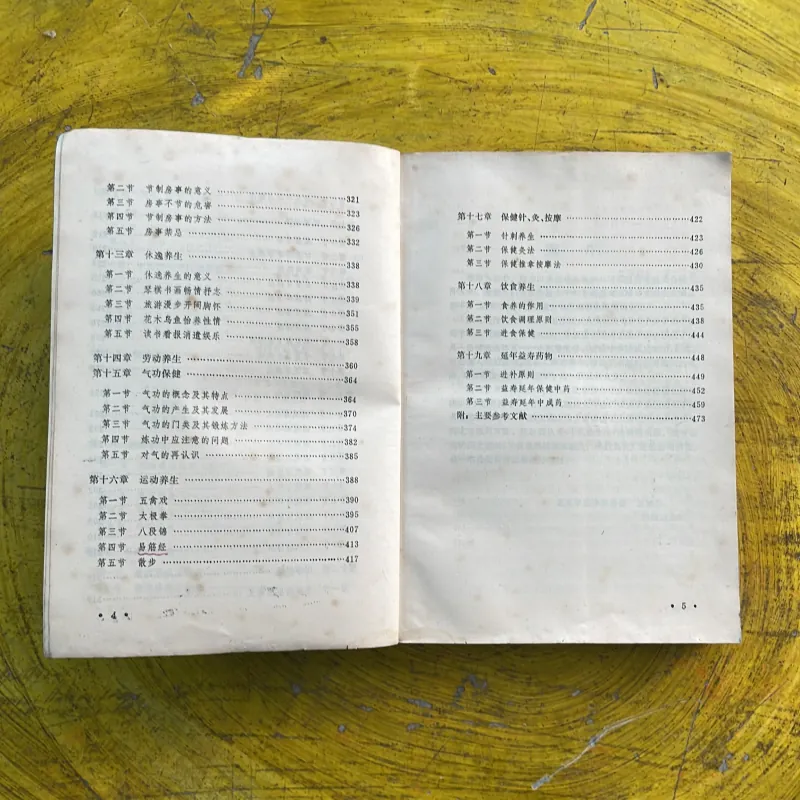 第二节 节制房事的意义 ……………… 321
第三节 房事不节的危害 ……………… 323
第四节 节制房事的方法 ……………… 326
第五节 房事禁忌 ……………… 332
第十三章 休逸养生 ……………… 338
第一节 休逸养生的意义 ……………… 338
第二节 琴棋书画畅情抒志 ……………… 339
第三节 旅游漫步开阔胸怀 ……………… 351
第四节 花木鸟鱼怡养性情 ……………… 355
第五节 读书看报消遣娱乐 ……………… 358
第十四章 劳动养生 ……………… 360
第十五章 气功保健 ……………… 364
第一节 气功的概念及其特点 ……………… 364
第二节 气功的产生及其发展 ……………… 370
第三节 气功的门类及其锻炼方法 ……………… 374
第四节 练功中应注意的问题 ……………… 382
第五节 对气的再认识 ……………… 385
第十六章 运动养生 ……………… 388
第一节 五禽戏 ……………… 390
第二节 太极拳 ……………… 395
第三节 八段锦 ……………… 407
第四节 易筋经 ……………… 413
第五节 散步 ……………… 417
• 4 •
第十七章 保健针、灸、按摩 ……………… 422
第一节 针刺养生 ……………… 423
第二节 保健灸法 ……………… 426
第三节 保健推拿按摩法 ……………… 430
第十八章 饮食养生 ……………… 435
第一节 食养的作用 ……………… 435
第二节 饮食调理原则 ……………… 438
第三节 进食保健 ……………… 444
第十九章 延年益寿药物 ……………… 448
第一节 进补原则 ……………… 449
第二节 益寿延年保健中药 ……………… 452
第三节 益寿延年中成药 ……………… 459
附：主要参考文献 ……………… 473
• 5 •